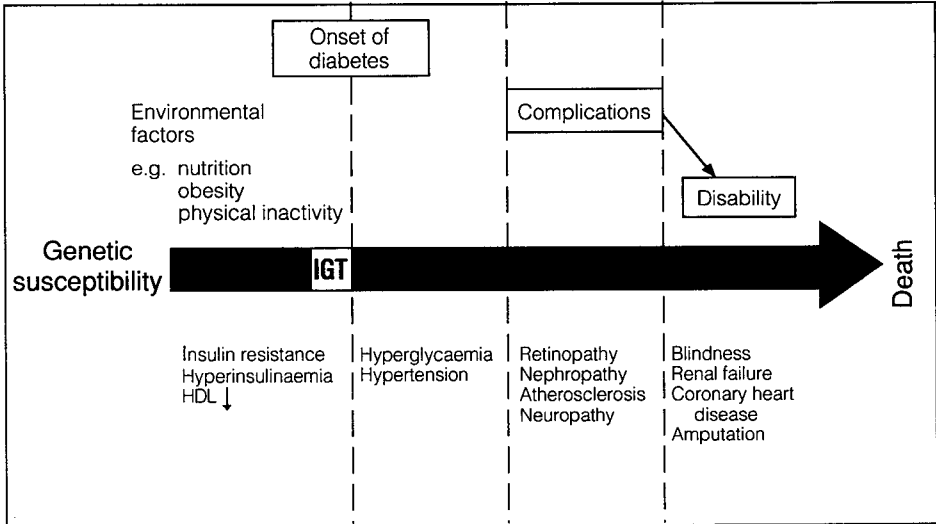 Onset of
diabetes
Environmental
factors
e.g. nutrition
obesity
physical inactivity
Complications
Disability
Genetic
susceptibility
IGT
Death
Insulin resistance
Hyperinsulinaemia
HDL ↓
Hyperglycaemia
Hypertension
Retinopathy
Nephropathy
Atherosclerosis
Neuropathy
Blindness
Renal failure
Coronary heart
disease
Amputation